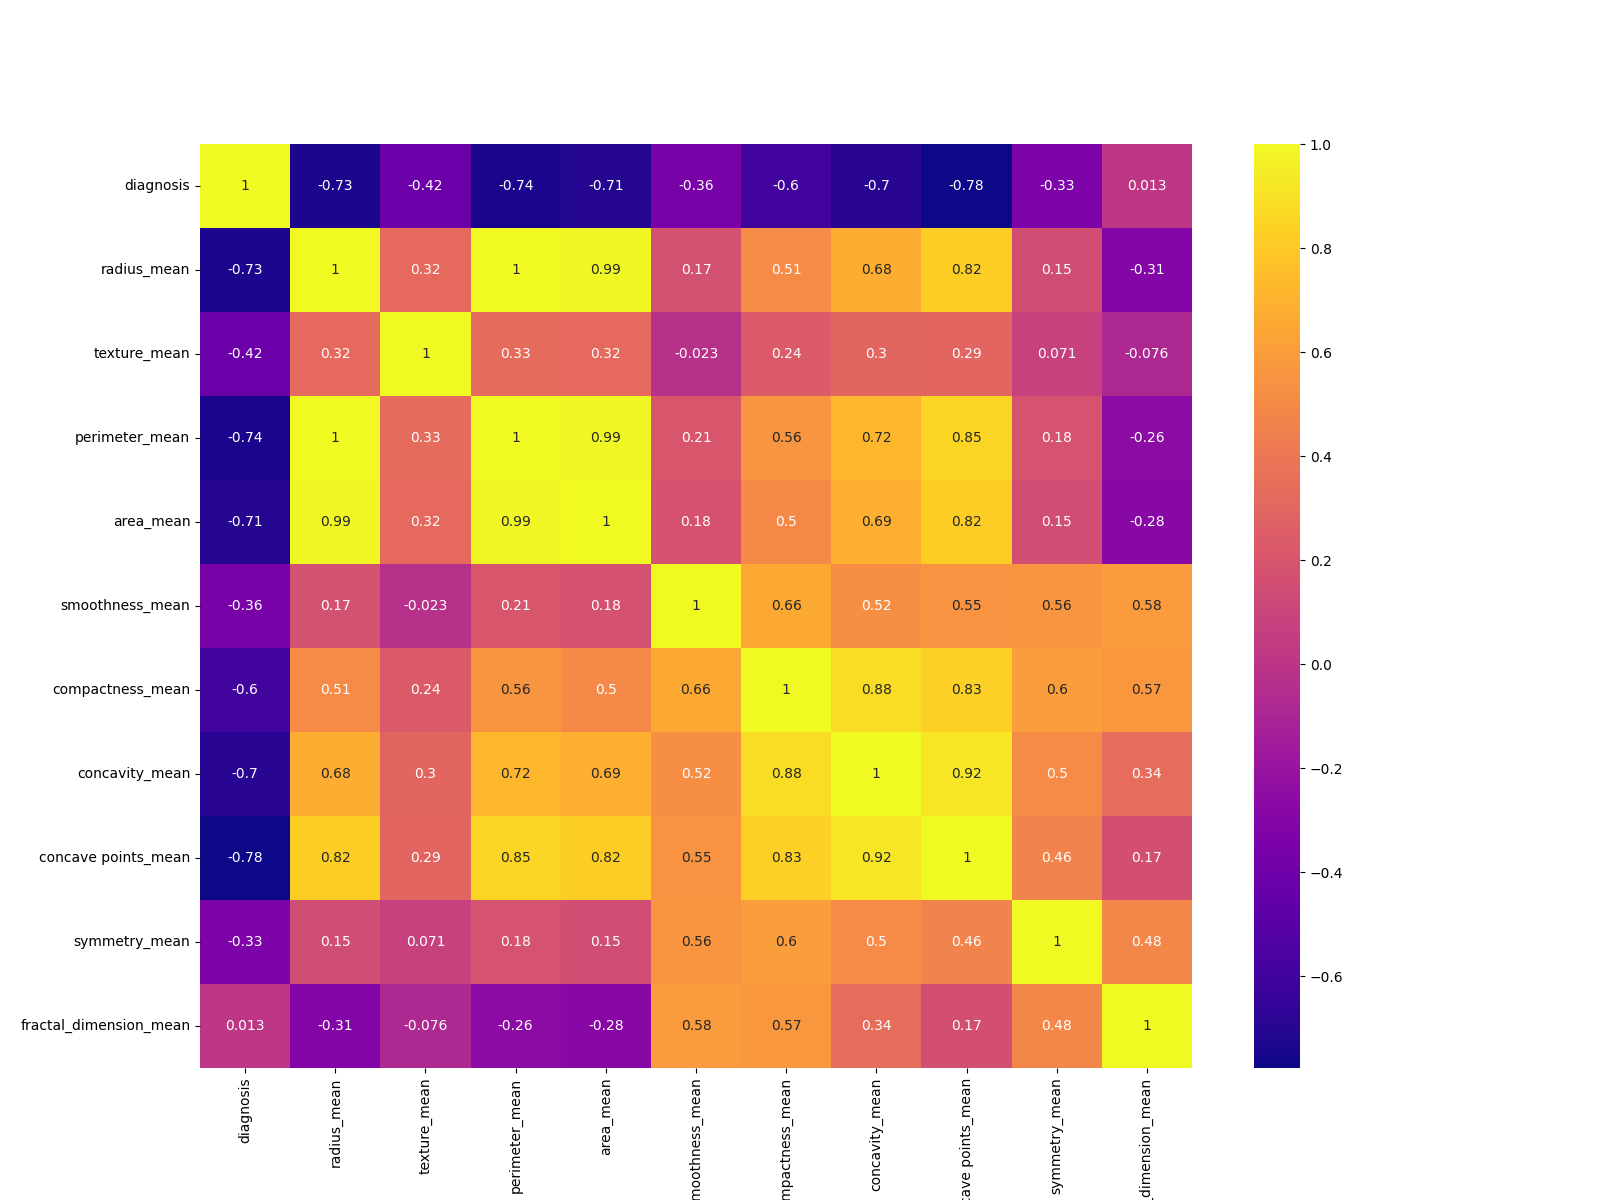 diagnosis 1 -0.73 -0.42 -0.74 -0.71 -0.36 -0.6 -0.7 -0.78 -0.33 0.013
radius_mean -0.73 1 0.32 1 0.99 0.17 0.51 0.68 0.82 0.15 -0.31
texture_mean -0.42 0.32 1 0.33 0.32 -0.023 0.24 0.3 0.29 0.071 -0.076
perimeter_mean -0.74 1 0.33 1 0.99 0.21 0.56 0.72 0.85 0.18 -0.26
area_mean -0.71 0.99 0.32 0.99 1 0.18 0.5 0.69 0.82 0.15 -0.28
smoothness_mean -0.36 0.17 -0.023 0.21 0.18 1 0.66 0.52 0.55 0.56 0.58
compactness_mean -0.6 0.51 0.24 0.56 0.5 0.66 1 0.88 0.83 0.6 0.57
concavity_mean -0.7 0.68 0.3 0.72 0.69 0.52 0.88 1 0.92 0.5 0.34
concave points_mean -0.78 0.82 0.29 0.85 0.82 0.55 0.83 0.92 1 0.46 0.17
symmetry_mean -0.33 0.15 0.071 0.18 0.15 0.56 0.6 0.5 0.46 1 0.48
fractal_dimension_mean 0.013 -0.31 -0.076 -0.26 -0.28 0.58 0.57 0.34 0.17 0.48 1
diagnosis
radius_mean
texture_mean
perimeter_mean
area_mean
moothness_mean
mpactness_mean
concavity_mean
cave points_mean
symmetry_mean
_dimension_mean
1.0
0.8
0.6
0.4
0.2
0.0
−0.2
−0.4
−0.6